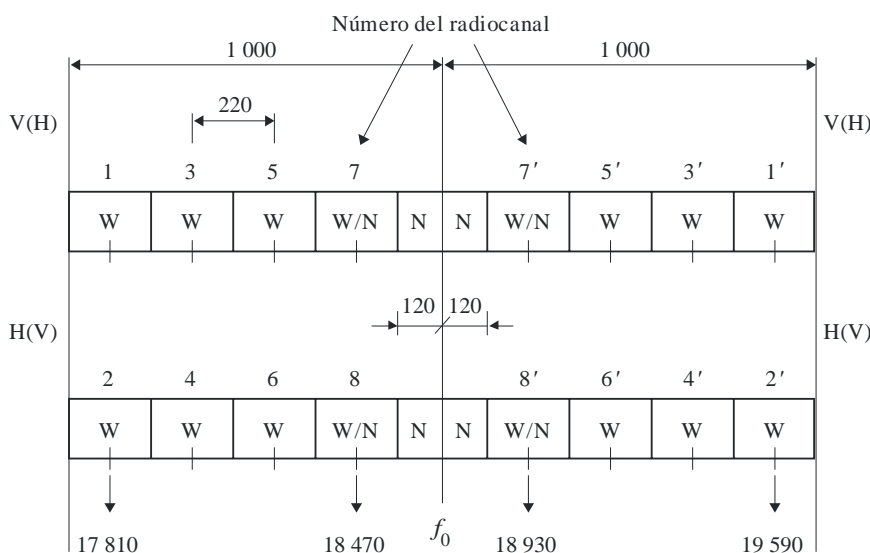 Número del radiocanal
1 000 1 000
220
V(H) V(H)
1 3 5 7 7′ 5′ 3′ 1′
W W W W/N N N W/N W W W
120 120
H(V) H(V)
2 4 6 8 8′ 6′ 4′ 2′
W W W W/N N N W/N W W W
17 810 18 470 f0 18 930 19 590